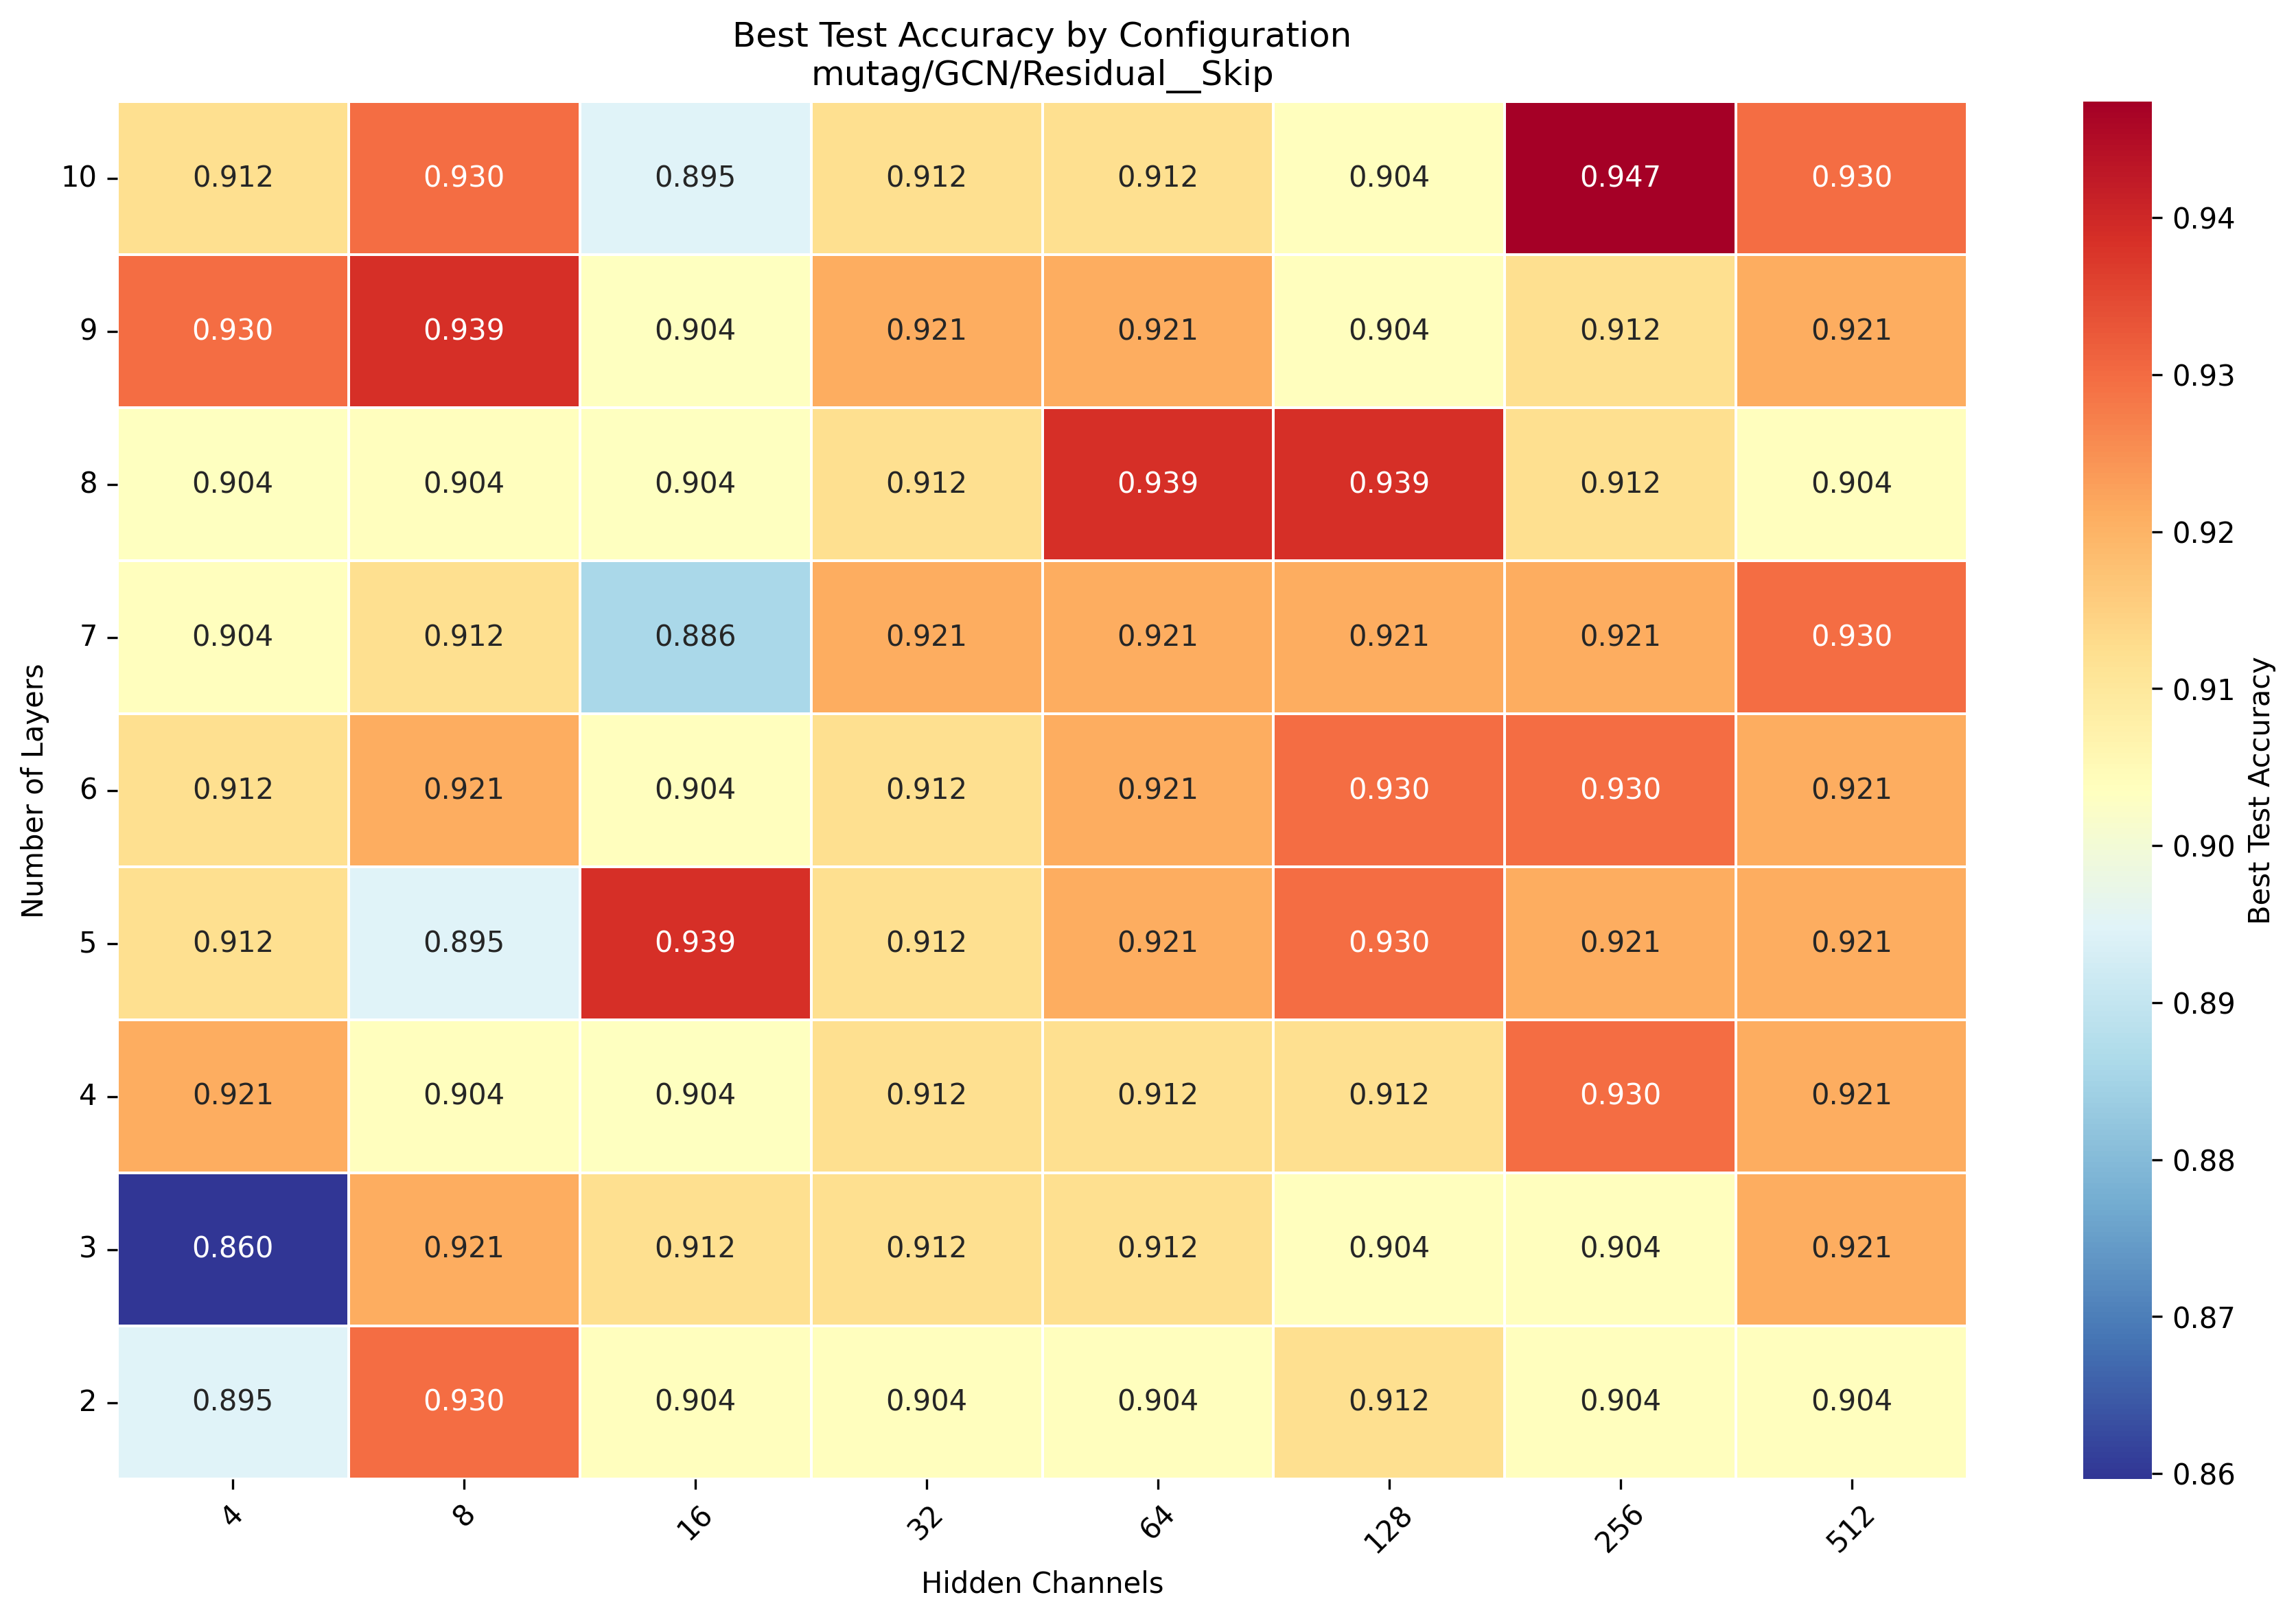 Best Test Accuracy by Configuration
mutag/GCN/Residual__Skip
Number of Layers
10 0.912 0.930 0.895 0.912 0.912 0.904 0.947 0.930
9 0.930 0.939 0.904 0.921 0.921 0.904 0.912 0.921
8 0.904 0.904 0.904 0.912 0.939 0.939 0.912 0.904
7 0.904 0.912 0.886 0.921 0.921 0.921 0.921 0.930
6 0.912 0.921 0.904 0.912 0.921 0.930 0.930 0.921
5 0.912 0.895 0.939 0.912 0.921 0.930 0.921 0.921
4 0.921 0.904 0.904 0.912 0.912 0.912 0.930 0.921
3 0.860 0.921 0.912 0.912 0.912 0.904 0.904 0.921
2 0.895 0.930 0.904 0.904 0.904 0.912 0.904 0.904
4 8 16 32 64 128 256 512
Hidden Channels
0.94
0.93
0.92
0.91
0.90
0.89
0.88
0.87
0.86
Best Test Accuracy